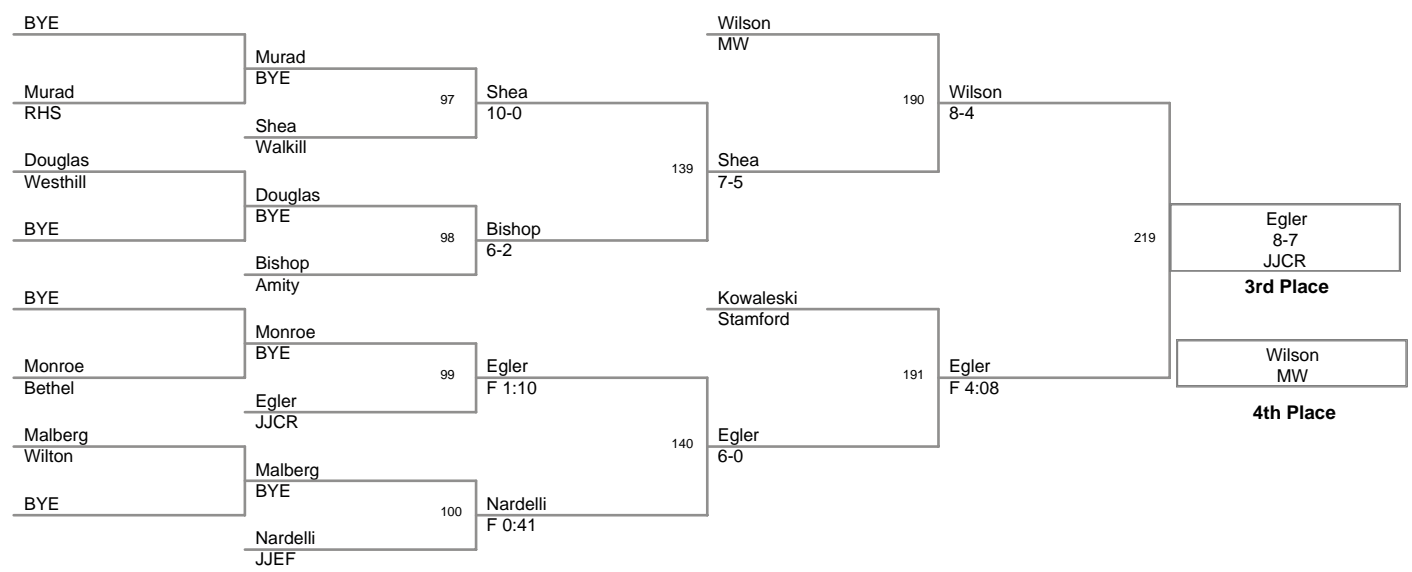 BYE
Murad
BYE
Murad
RHS
97
Shea
10-0
Shea
Walkill
Douglas
Westhill
139
Shea
7-5
Douglas
BYE
BYE
98
Bishop
6-2
Bishop
Amity
Wilson
MW
190
Wilson
8-4
BYE
Monroe
BYE
Monroe
Bethel
99
Egler
F 1:10
Egler
JJCR
Malberg
Wilton
140
Egler
6-0
Malberg
BYE
BYE
100
Nardelli
F 0:41
Nardelli
JJEF
Kowaleski
Stamford
191
Egler
F 4:08
219
Egler
8-7
JJCR
3rd Place
Wilson
MW
4th Place